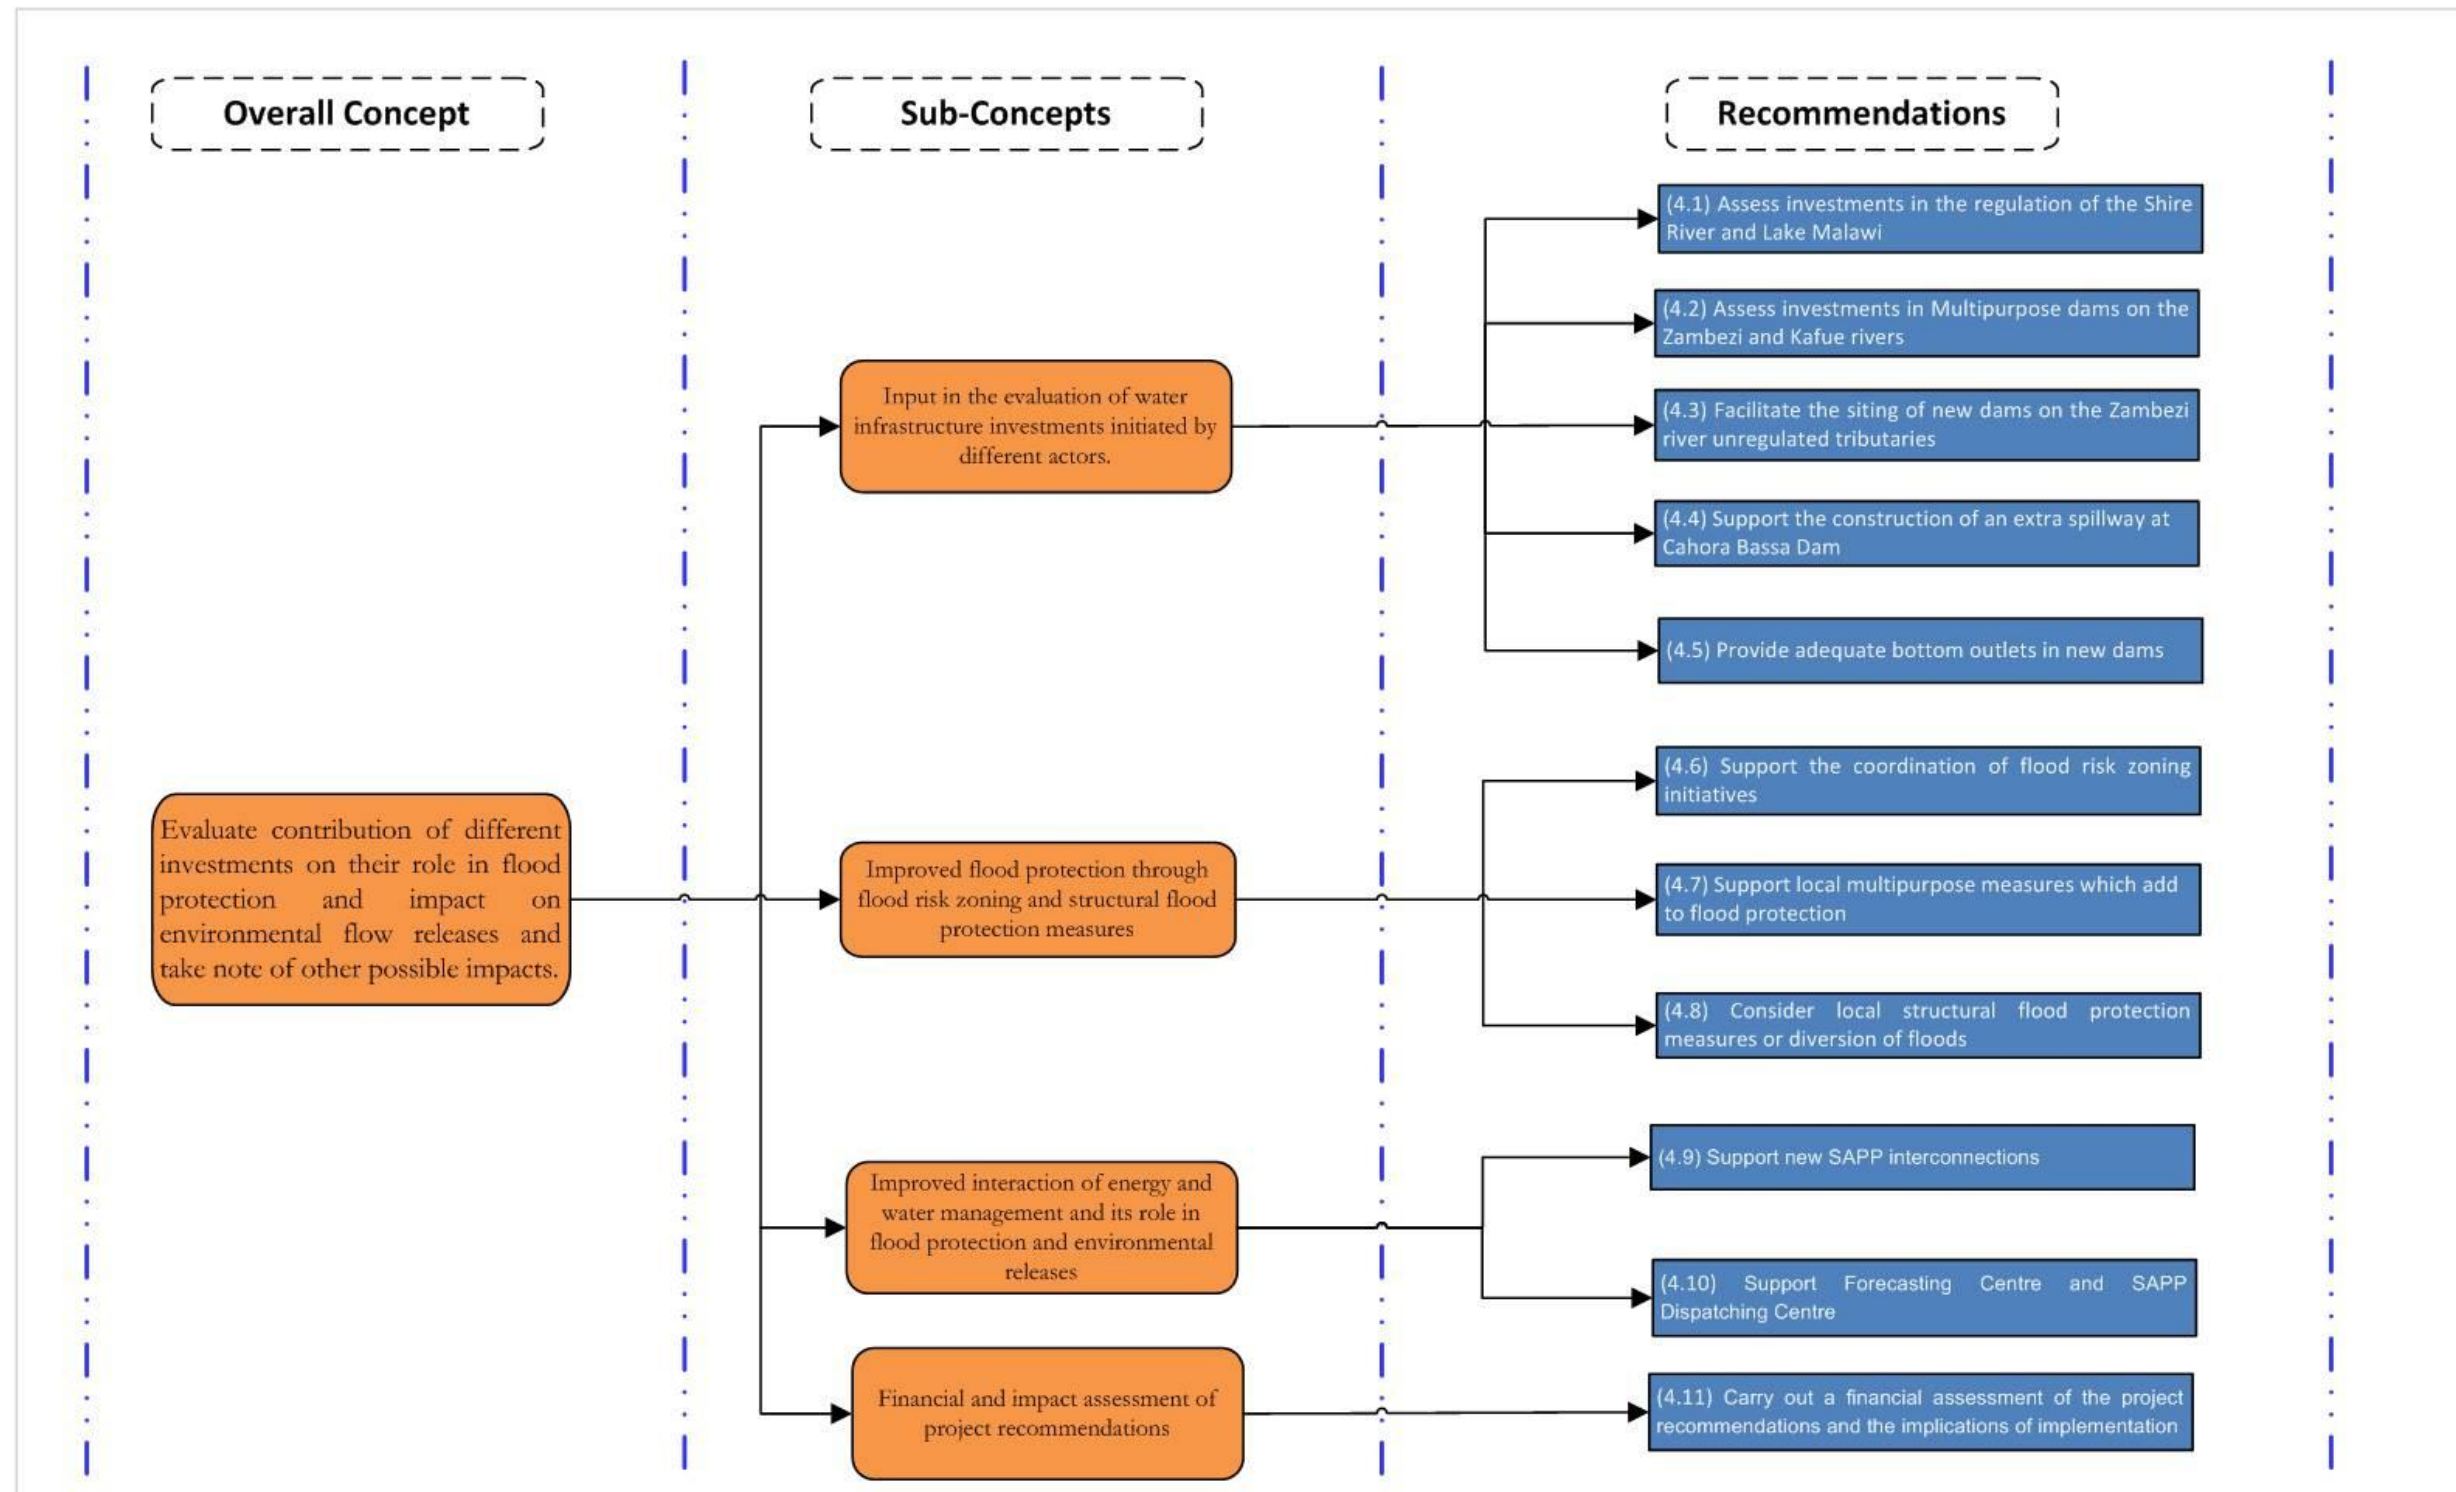 Overall Concept
Sub-Concepts
Recommendations
Evaluate contribution of different
investments on their role in flood
protection and impact on
environmental flow releases and
take note of other possible impacts.
Input in the evaluation of water
infrastructure investments initiated by
different actors.
Improved flood protection through
flood risk zoning and structural flood
protection measures
Improved interaction of energy and
water management and its role in
flood protection and environmental
releases
Financial and impact assessment of
project recommendations
(4.1) Assess investments in the regulation of the Shire
River and Lake Malawi
(4.2) Assess investments in Multipurpose dams on the
Zambezi and Kafue rivers
(4.3) Facilitate the siting of new dams on the Zambezi
river unregulated tributaries
(4.4) Support the construction of an extra spillway at
Cahora Bassa Dam
(4.5) Provide adequate bottom outlets in new dams
(4.6) Support the coordination of flood risk zoning
initiatives
(4.7) Support local multipurpose measures which add
to flood protection
(4.8) Consider local structural flood protection
measures or diversion of floods
(4.9) Support new SAPP interconnections
(4.10) Support Forecasting Centre and SAPP
Dispatching Centre
(4.11) Carry out a financial assessment of the project
recommendations and the implications of implementation